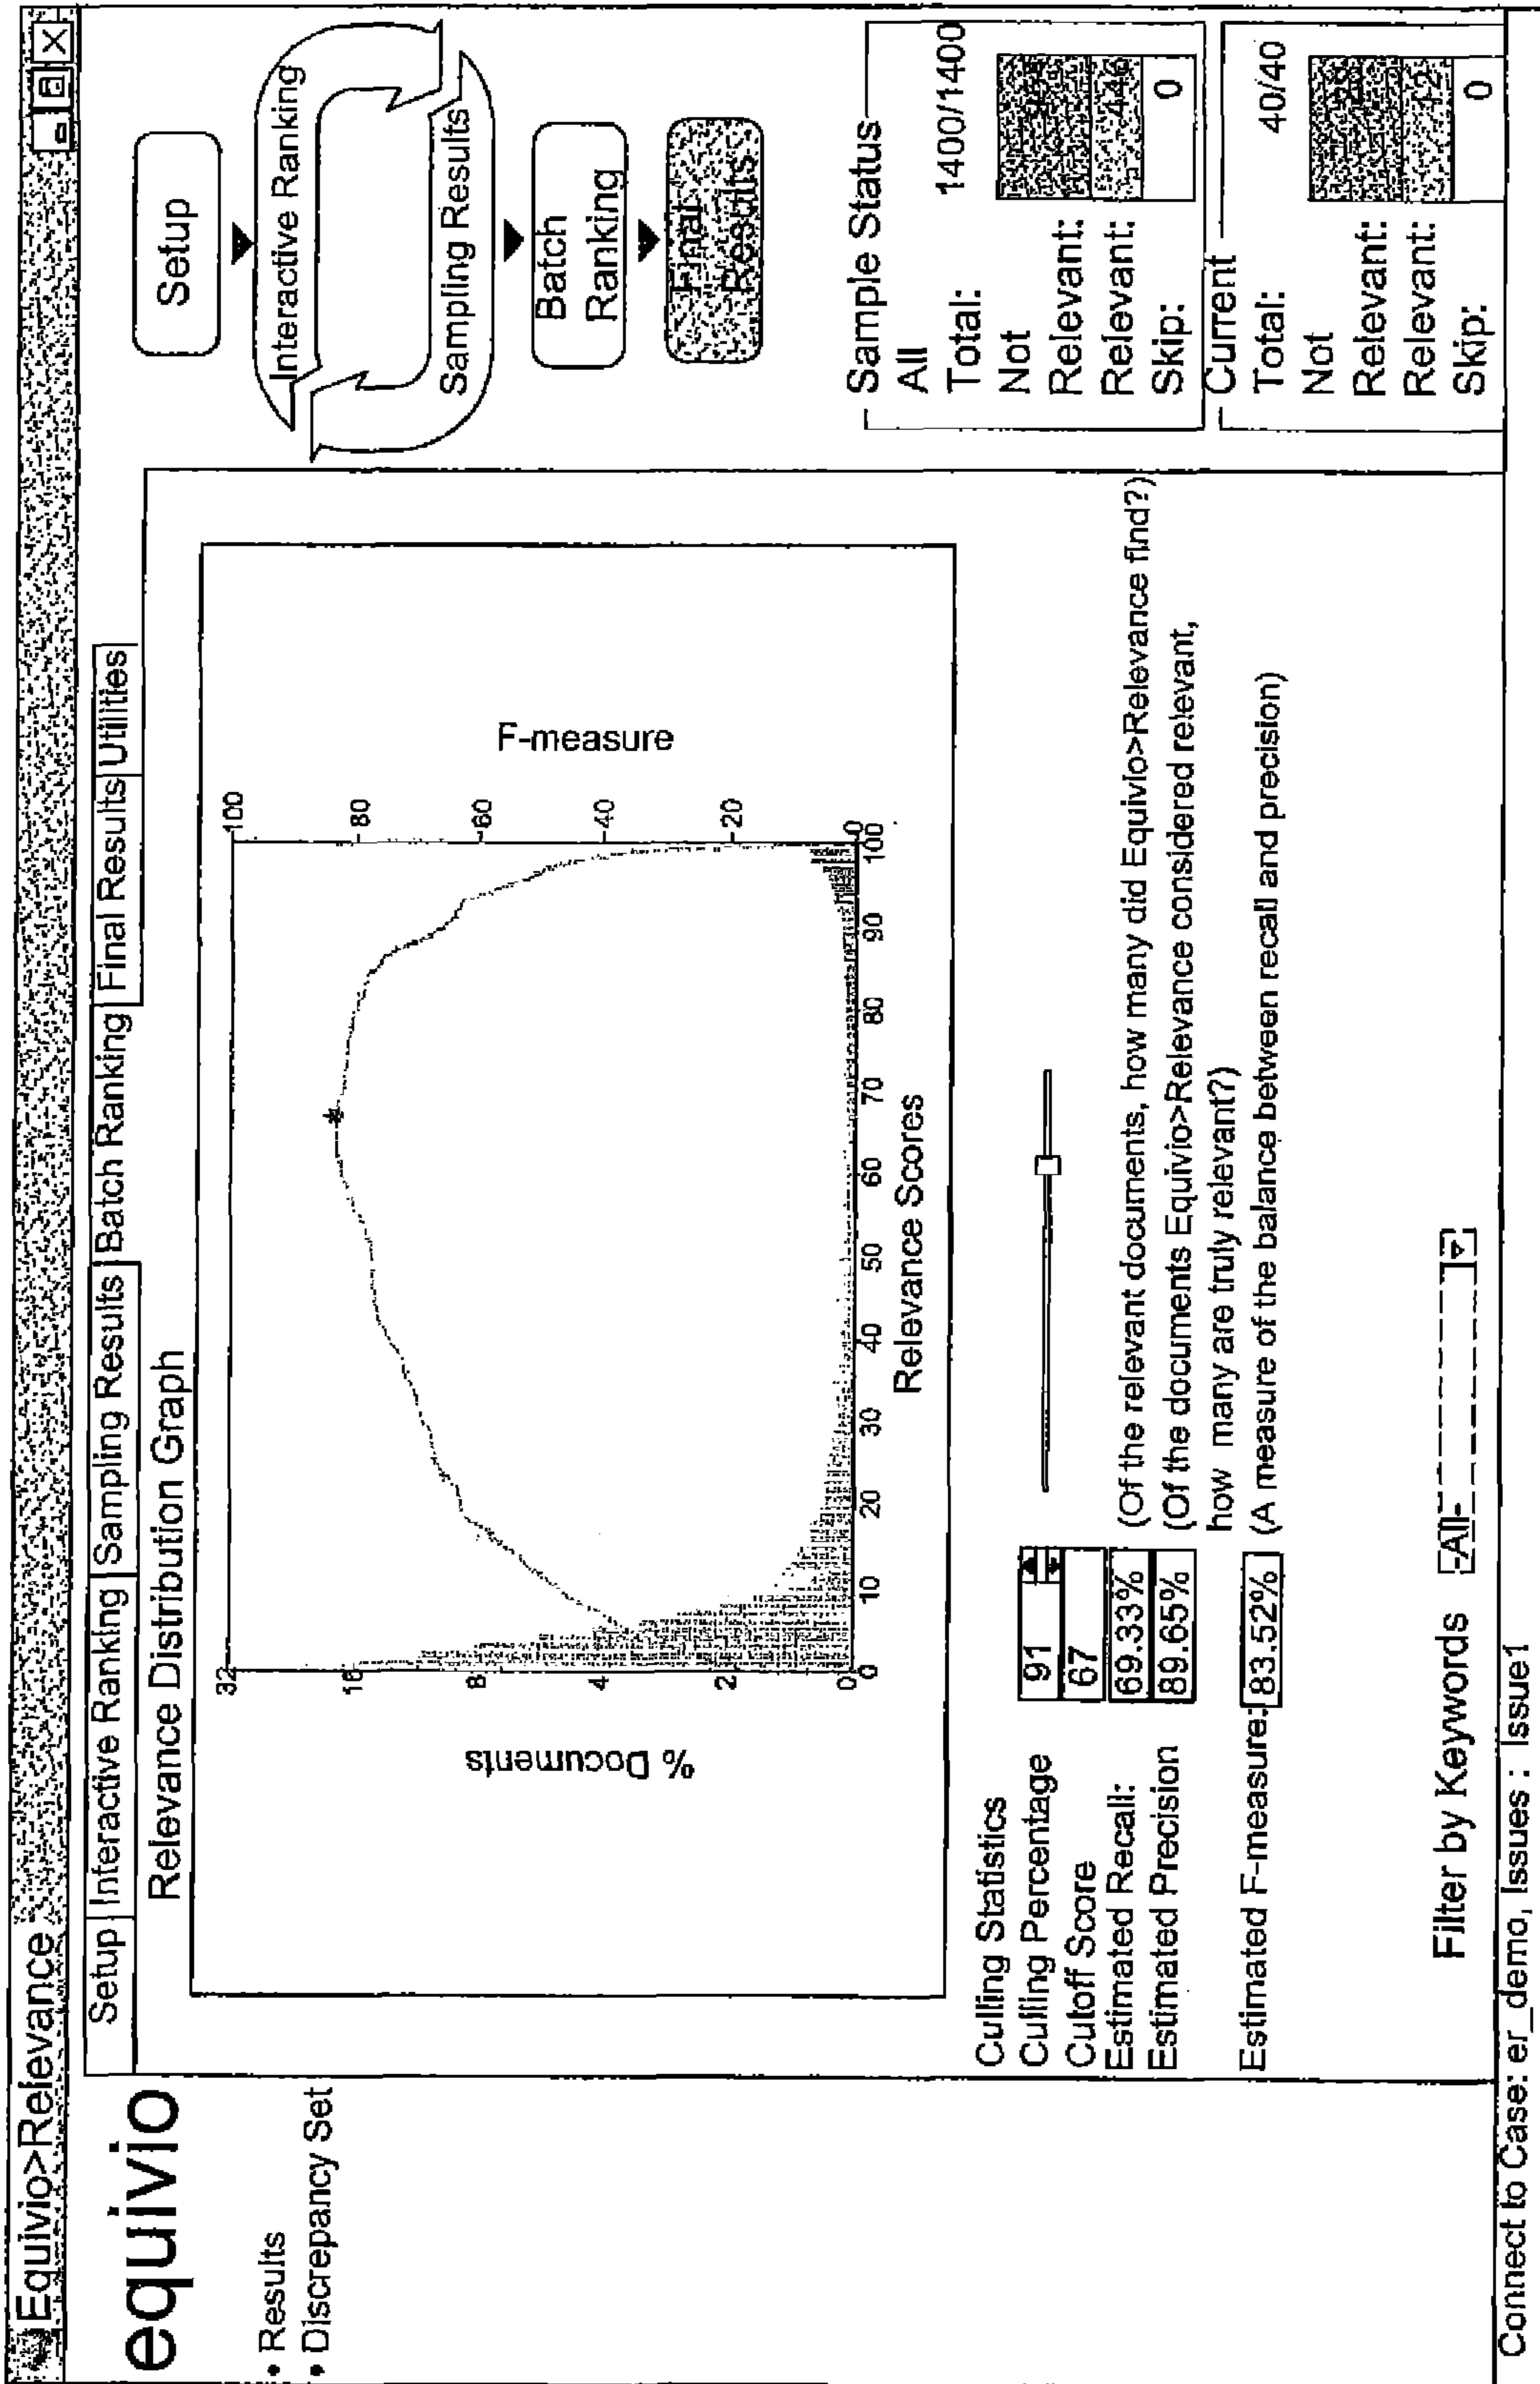 Equivio>Relevance
equivio
• Results
• Discrepancy Set
Setup
Interactive Ranking
Sampling Results
Batch Ranking
Final Results
Utilities
Relevance Distribution Graph
% Documents
32
16
8
4
2
0
F-measure
100
80
60
40
20
0
0 10 20 30 40 50 60 70 80 90 100
Relevance Scores
Culling Statistics
Culling Percentage 91
Cutoff Score 67
Estimated Recall: 69.33% (Of the relevant documents, how many did Equivio>Relevance find?)
Estimated Precision 89.65% (Of the documents Equivio>Relevance considered relevant,
how many are truly relevant?)
Estimated F-measure: 83.52% (A measure of the balance between recall and precision)
Filter by Keywords -All-
Setup
Interactive Ranking
Sampling Results
Batch
Ranking
Final
Results
Sample Status
All
Total: 1400/1400
Not
Relevant:
Relevant: 446
Skip: 0
Current
Total: 40/40
Not
Relevant: 28
Relevant: 12
Skip: 0
Connect to Case: er_demo, Issues : Issue1